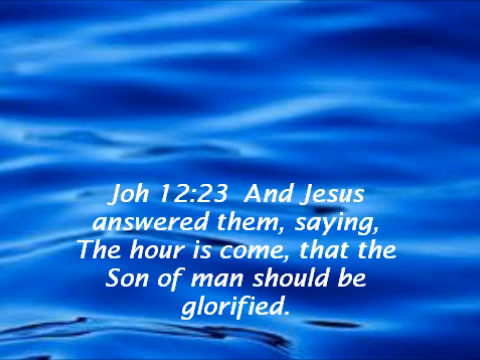 Joh 12:23  And Jesus
answered them, saying,
The hour is come, that the
Son of man should be
glorified.